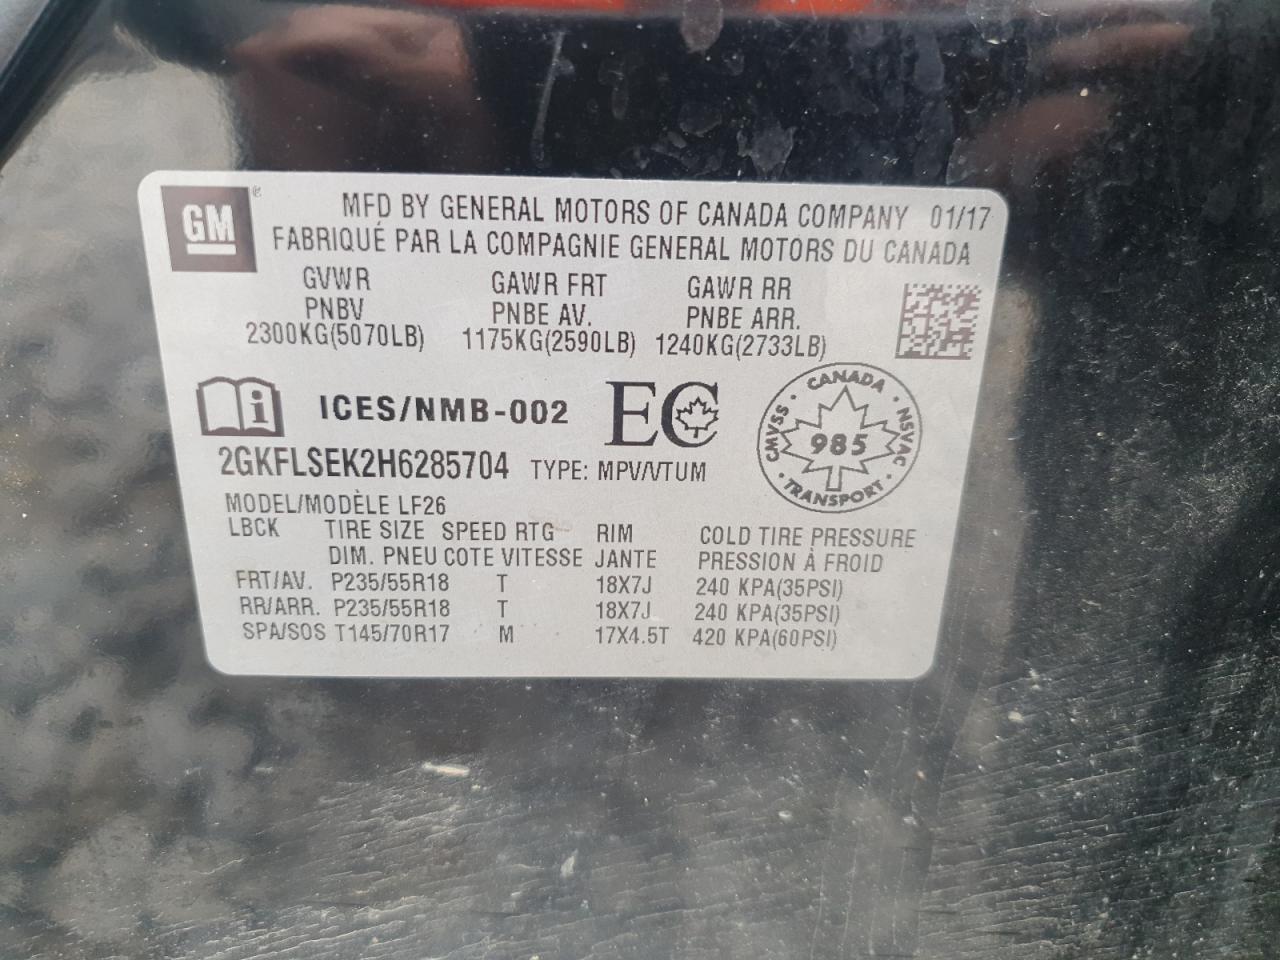 GM ®
MFD BY GENERAL MOTORS OF CANADA COMPANY 01/17
FABRIQUÉ PAR LA COMPAGNIE GENERAL MOTORS DU CANADA
GVWR GAWR FRT GAWR RR
PNBV PNBE AV. PNBE ARR.
2300KG(5070LB) 1175KG(2590LB) 1240KG(2733LB)
i ICES/NMB-002 EC
CANADA CMVSS 985 NSVAC TRANSPORT
2GKFLSEK2H6285704 TYPE: MPV/VTUM
MODEL/MODÈLE LF26
LBCK TIRE SIZE SPEED RTG RIM COLD TIRE PRESSURE
DIM. PNEU COTE VITESSE JANTE PRESSION À FROID
FRT/AV. P235/55R18 T 18X7J 240 KPA(35PSI)
RR/ARR. P235/55R18 T 18X7J 240 KPA(35PSI)
SPA/SOS T145/70R17 M 17X4.5T 420 KPA(60PSI)